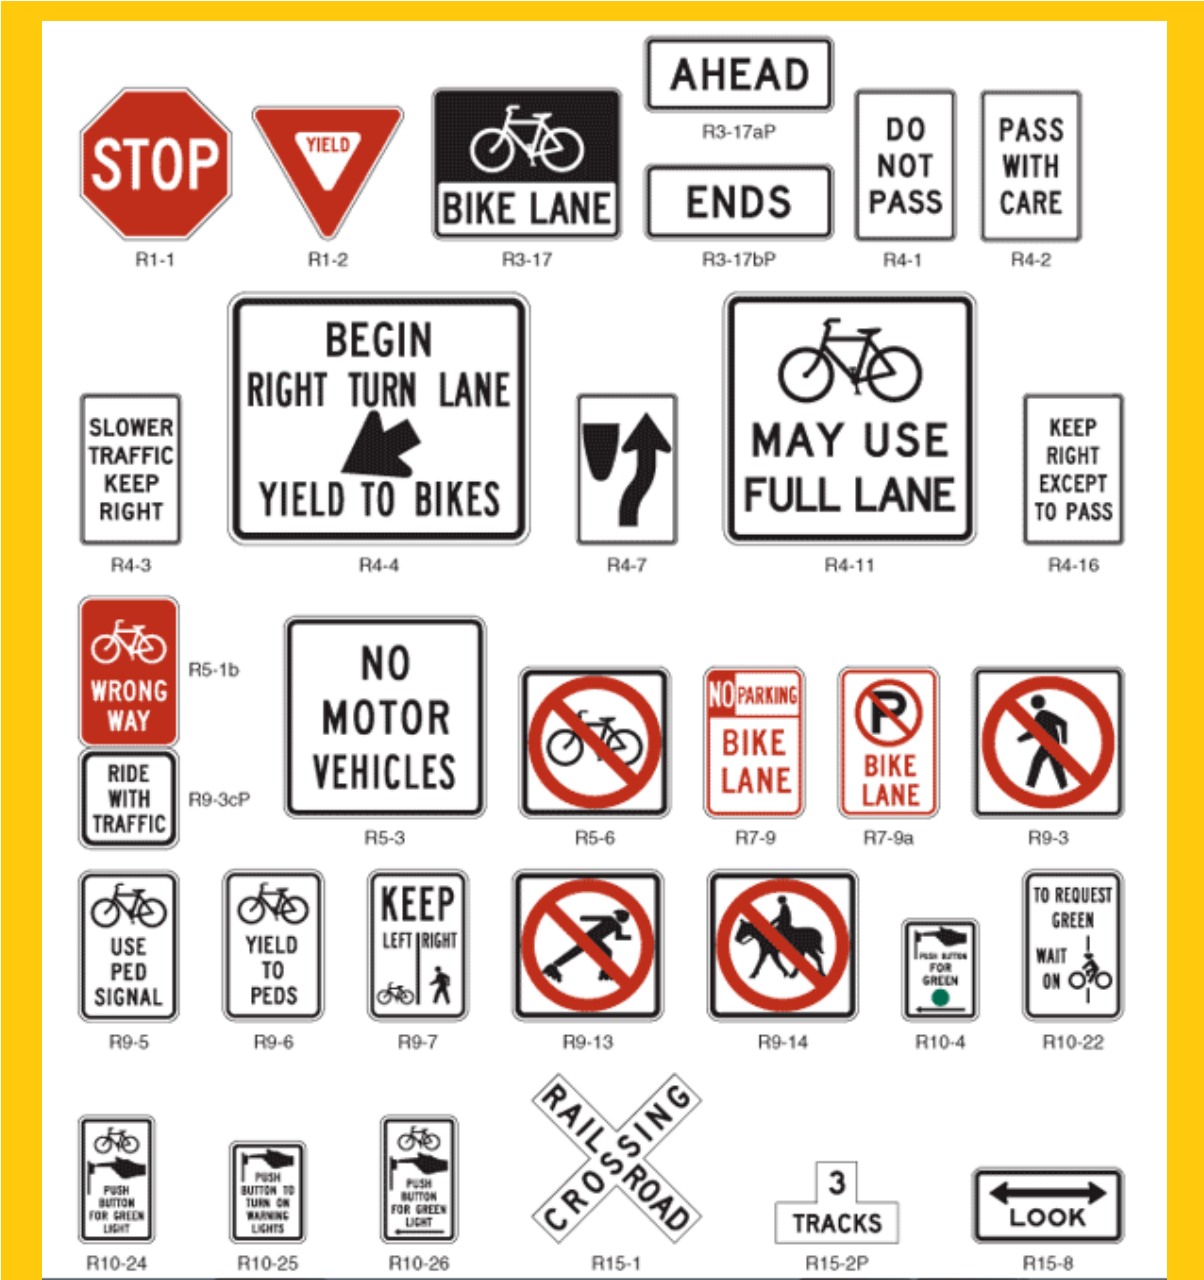 STOP
R1-1
YIELD
R1-2
BIKE LANE
R3-17
AHEAD
R3-17aP
ENDS
R3-17bP
DO
NOT
PASS
R4-1
PASS
WITH
CARE
R4-2
SLOWER
TRAFFIC
KEEP
RIGHT
R4-3
BEGIN
RIGHT TURN LANE
YIELD TO BIKES
R4-4
R4-7
MAY USE
FULL LANE
R4-11
KEEP
RIGHT
EXCEPT
TO PASS
R4-16
WRONG
WAY
R5-1b
RIDE
WITH
TRAFFIC
R9-3cP
NO
MOTOR
VEHICLES
R5-3
R5-6
NO PARKING
BIKE
LANE
R7-9
P
BIKE
LANE
R7-9a
R9-3
USE
PED
SIGNAL
R9-5
YIELD
TO
PEDS
R9-6
KEEP
LEFT RIGHT
R9-7
R9-13
R9-14
PUSH BUTTON
FOR
GREEN
R10-4
TO REQUEST
GREEN
WAIT
ON
R10-22
PUSH
BUTTON
FOR GREEN
LIGHT
R10-24
PUSH
BUTTON TO
TURN ON
WARNING
LIGHTS
R10-25
PUSH
BUTTON
FOR GREEN
LIGHT
R10-26
RAILROAD
CROSSING
R15-1
3
TRACKS
R15-2P
LOOK
R15-8